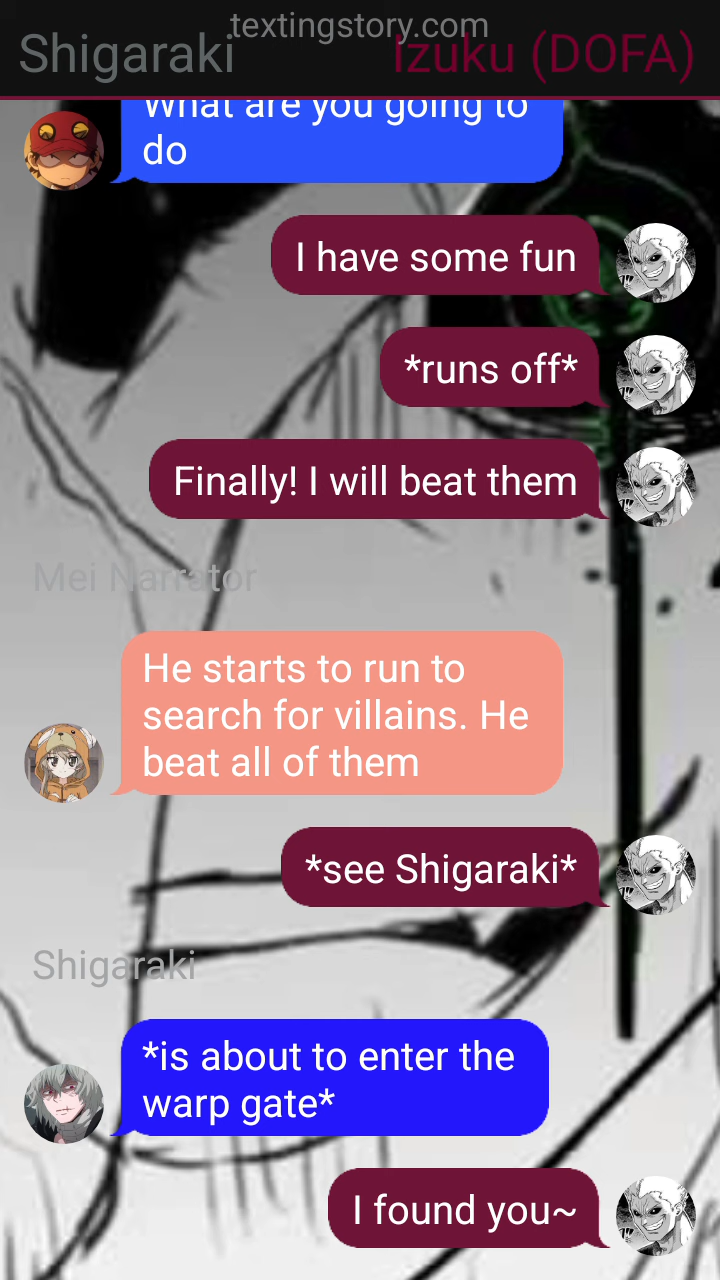 textingstory.com
Shigaraki
Izuku (DOFA)
What are you going to
do
I have some fun
*runs off*
Finally! I will beat them
Mei Narrator
He starts to run to
search for villains. He
beat all of them
*see Shigaraki*
Shigaraki
*is about to enter the
warp gate*
I found you~